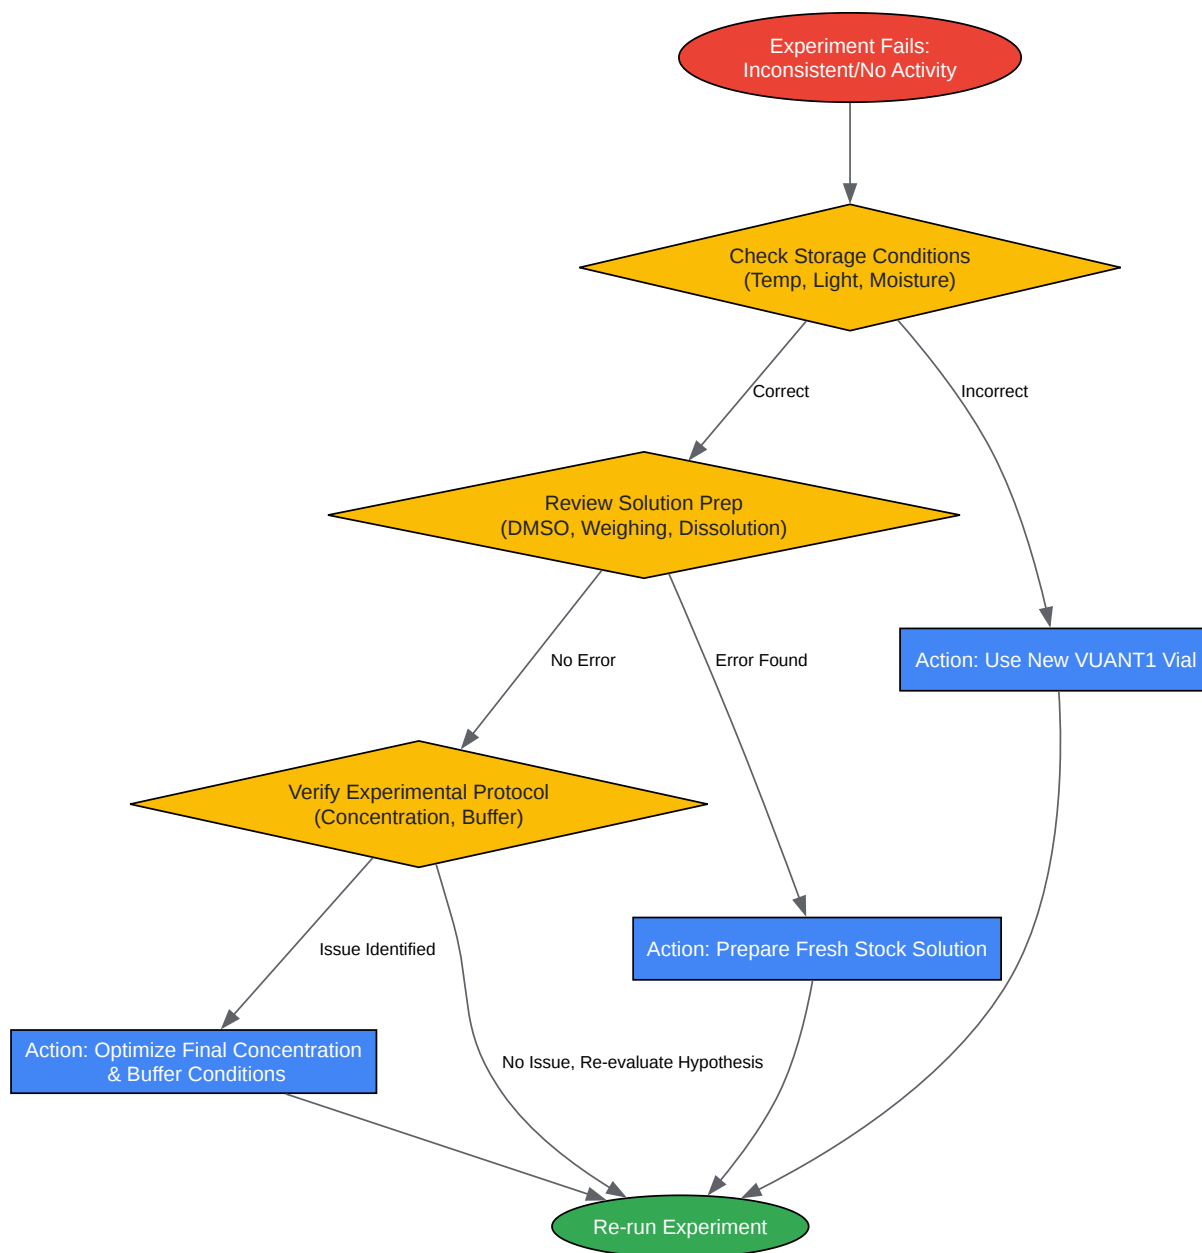 Experiment Fails:
Inconsistent/No Activity
Check Storage Conditions
(Temp, Light, Moisture)
Correct
Incorrect
Review Solution Prep
(DMSO, Weighing, Dissolution)
No Error
Error Found
Action: Use New VUANT1 Vial
Verify Experimental Protocol
(Concentration, Buffer)
Issue Identified
Action: Prepare Fresh Stock Solution
Action: Optimize Final Concentration
& Buffer Conditions
No Issue, Re-evaluate Hypothesis
Re-run Experiment